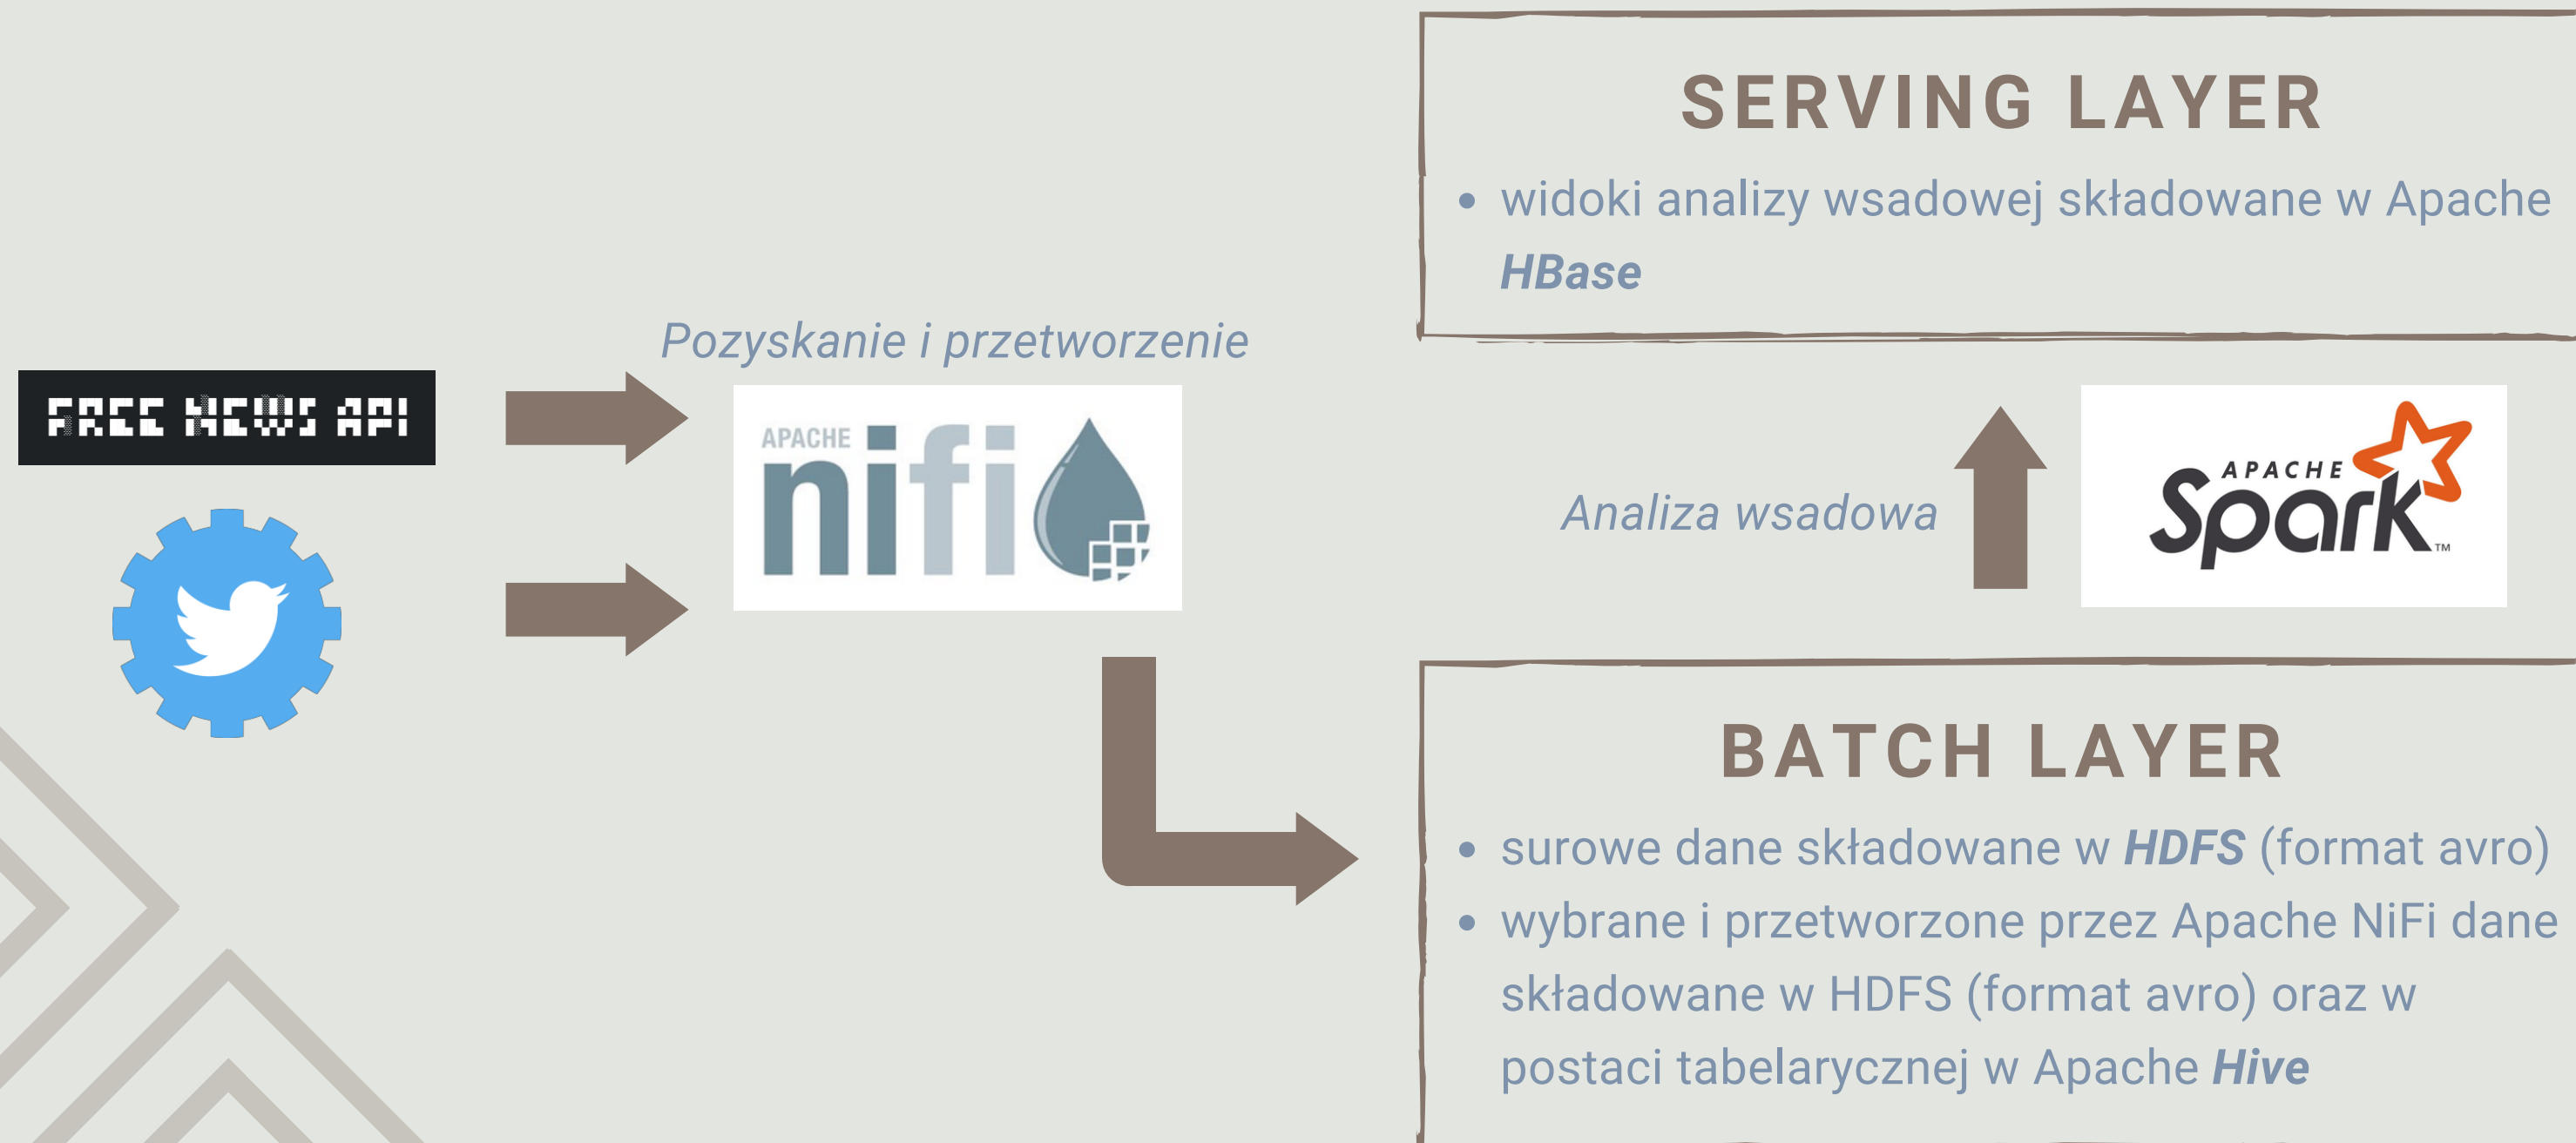 SERVING LAYER
• widoki analizy wsadowej składowane w Apache
HBase
Pozyskanie i przetworzenie
FREE NEWS API
APACHE
nifi
Analiza wsadowa
APACHE
Spark™
BATCH LAYER
• surowe dane składowane w HDFS (format avro)
• wybrane i przetworzone przez Apache NiFi dane
składowane w HDFS (format avro) oraz w
postaci tabelarycznej w Apache Hive